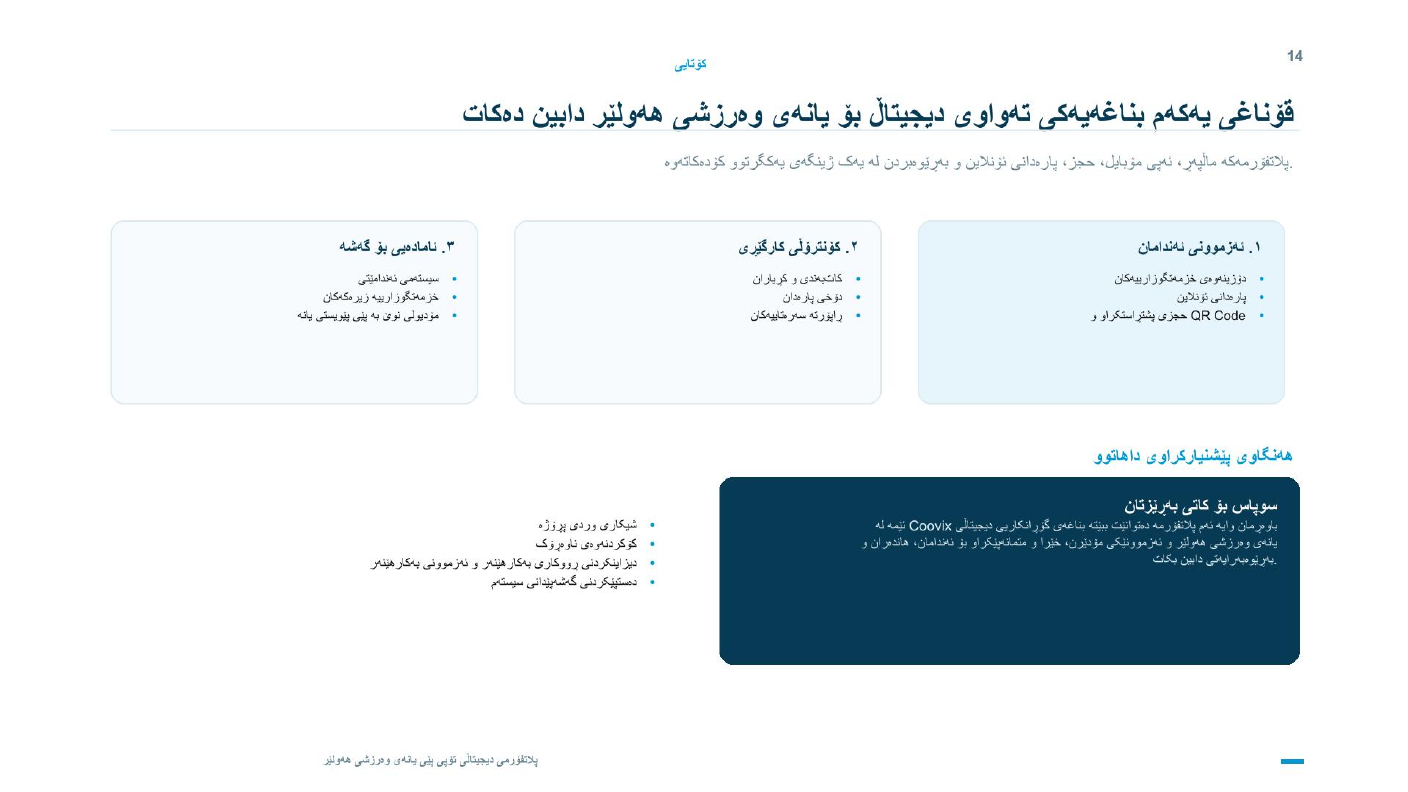 14
کۆتایی
قۆناغی یەکەم بناغەیەکی تەواوی دیجیتاڵ بۆ یانەی وەرزشی هەولێر دابین دەکات
پلاتفۆرمەکە ماڵپەڕ، ئەپی مۆبایل، حجز، پارەدانی ئۆنلاین و بەڕێوەبردن لە یەک ژینگەی یەکگرتوو کۆدەکاتەوە.
١. ئەزموونی ئەندامان
• دۆزینەوەی خزمەتگوزارییەکان
• پارەدانی ئۆنلاین
• حجزی پشتڕاستکراو و QR Code
٢. کۆنترۆڵی کارگێڕی
• کاتبەندی و کڕیاران
• دۆخی پارەدان
• ڕاپۆرتە سەرەتاییەکان
٣. ئامادەیی بۆ گەشە
• سیستەمی ئەندامێتی
• خزمەتگوزارییە زیرەکەکان
• مۆدیولی نوێ بە پێی پێویستی یانە
هەنگاوی پێشنیارکراوی داهاتوو
سوپاس بۆ کاتی بەڕێزتان
ئێمە لە Coovix باوەڕمان وایە ئەم پلاتفۆرمە دەتوانێت ببێتە بناغەی گۆڕانکاریی دیجیتاڵی
یانەی وەرزشی هەولێر و ئەزموونێکی مۆدێرن، خێرا و متمانەپێکراو بۆ ئەندامان، هاندەران و
بەڕێوەبەرایەتی دابین بکات.
• شیکاری وردی پڕۆژە
• کۆکردنەوەی ناوەڕۆک
• دیزاینکردنی ڕووکاری بەکارهێنەر و ئەزموونی بەکارهێنەر
• دەستپێکردنی گەشەپێدانی سیستەم
پلاتفۆرمی دیجیتاڵی تۆپی پێی یانەی وەرزشی هەولێر